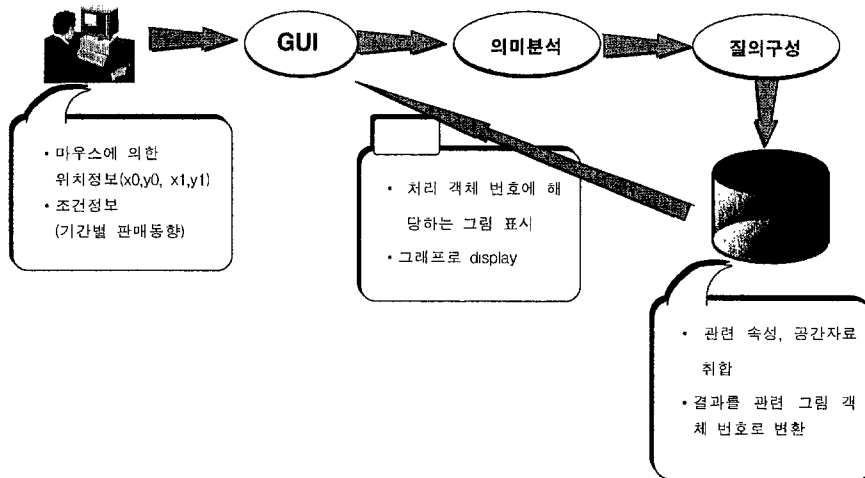 GUI
의미분석
질의구성
• 마우스에 의한
위치정보(x0,y0, x1,y1)
• 조건정보
(기간별 판매동향)
• 처리 객체 번호에 해
당하는 그림 표시
• 그래프로 display
• 관련 속성, 공간자료
취합
• 결과를 관련 그림 객
체 번호로 변환